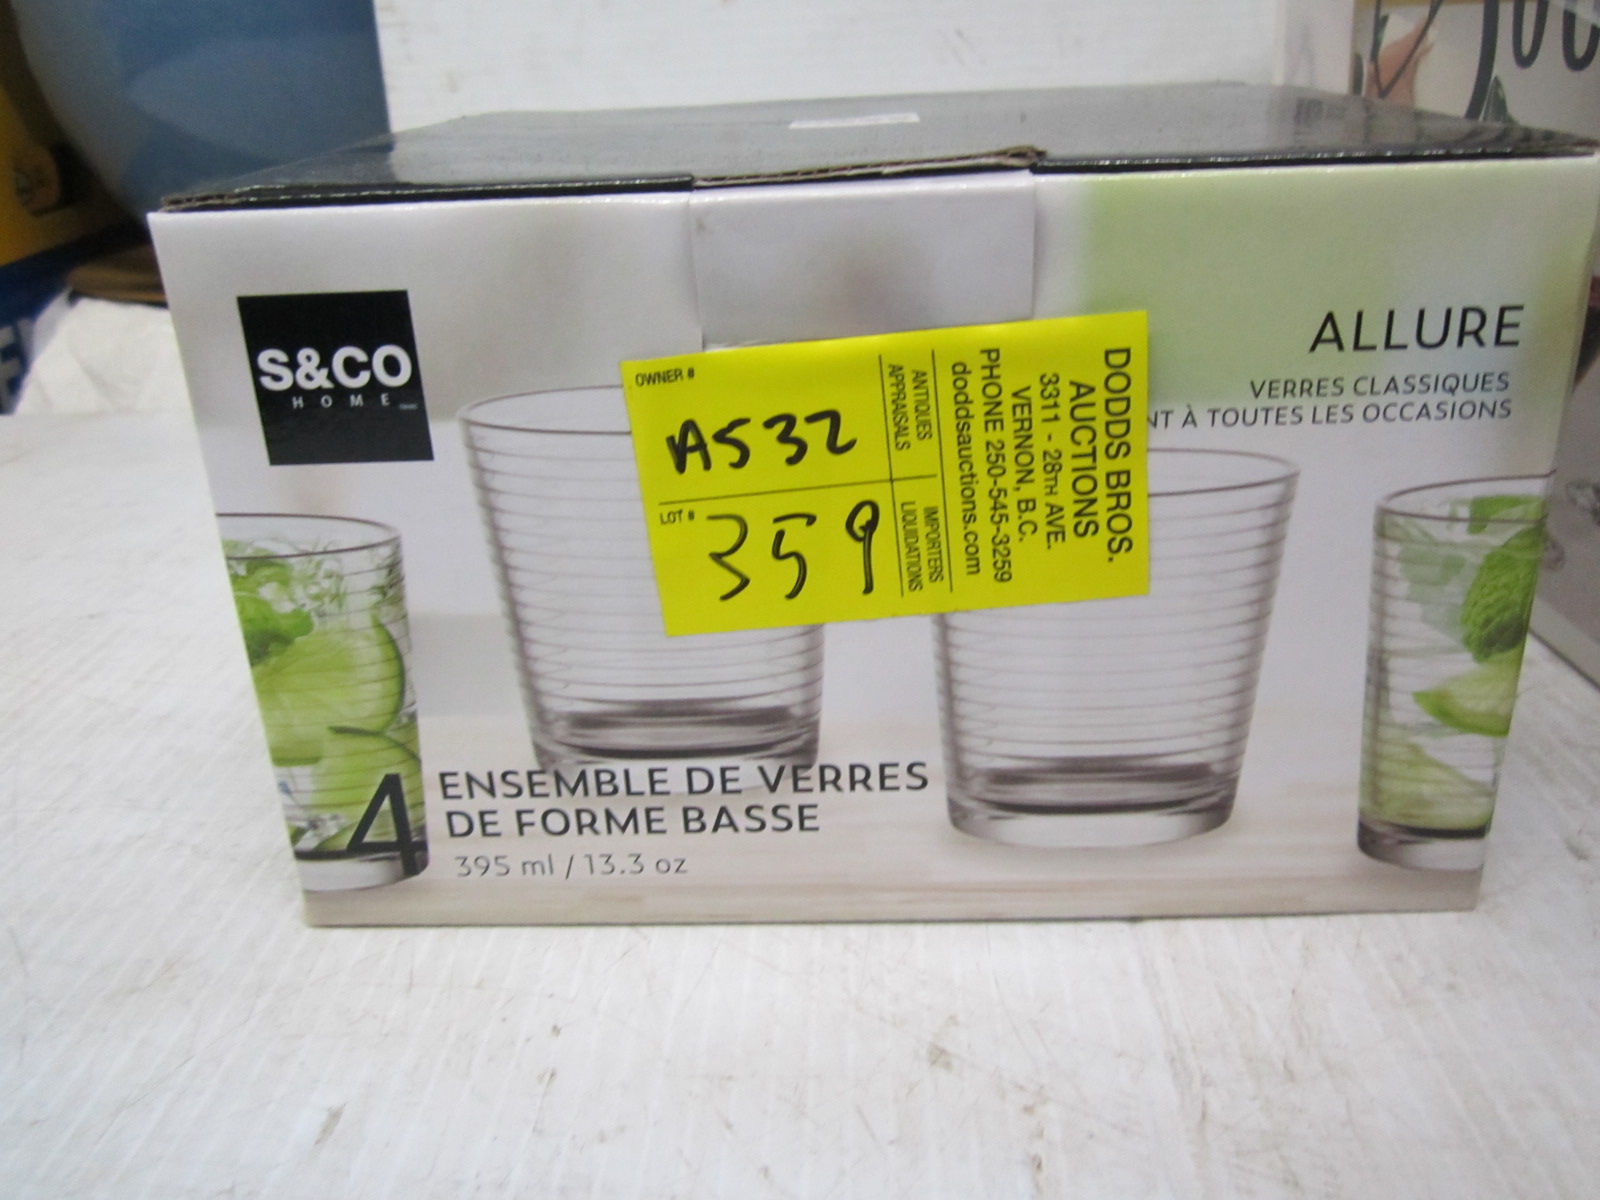 S&CO
HOME
ALLURE
VERRES CLASSIQUES
NT À TOUTES LES OCCASIONS
OWNER #
A532
LOT #
359
ANTIQUES
APPRAISALS
IMPORTERS
LIQUIDATIONS
DODDS BROS.
AUCTIONS
3311 - 28TH AVE.
VERNON, B.C.
PHONE 250-545-3259
doddsauctions.com
4
ENSEMBLE DE VERRES
DE FORME BASSE
395 ml / 13.3 oz